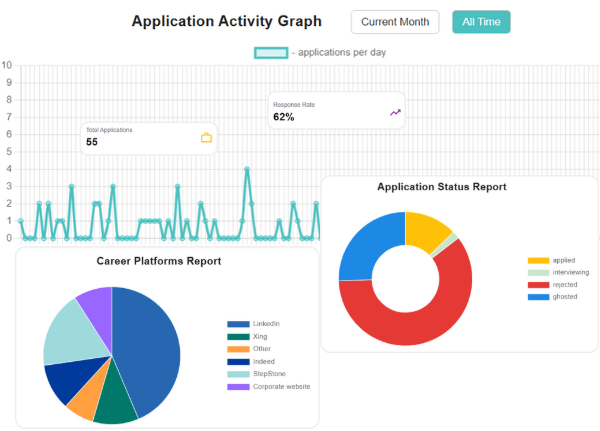 Application Activity Graph
Current Month
All Time
- applications per day
10
9
8
7
6
5
4
3
2
1
0
Response Rate
62%
Total Applications
55
Application Status Report
applied
interviewing
rejected
ghosted
Career Platforms Report
LinkedIn
Xing
Other
Indeed
StepStone
Corporate website